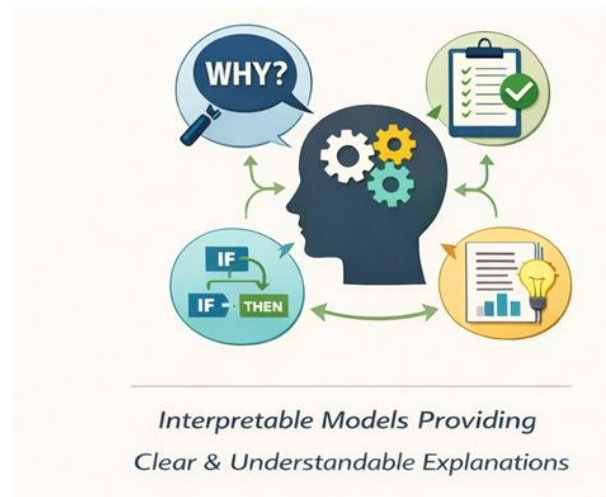 WHY?
IF
IF THEN
Interpretable Models Providing
Clear & Understandable Explanations